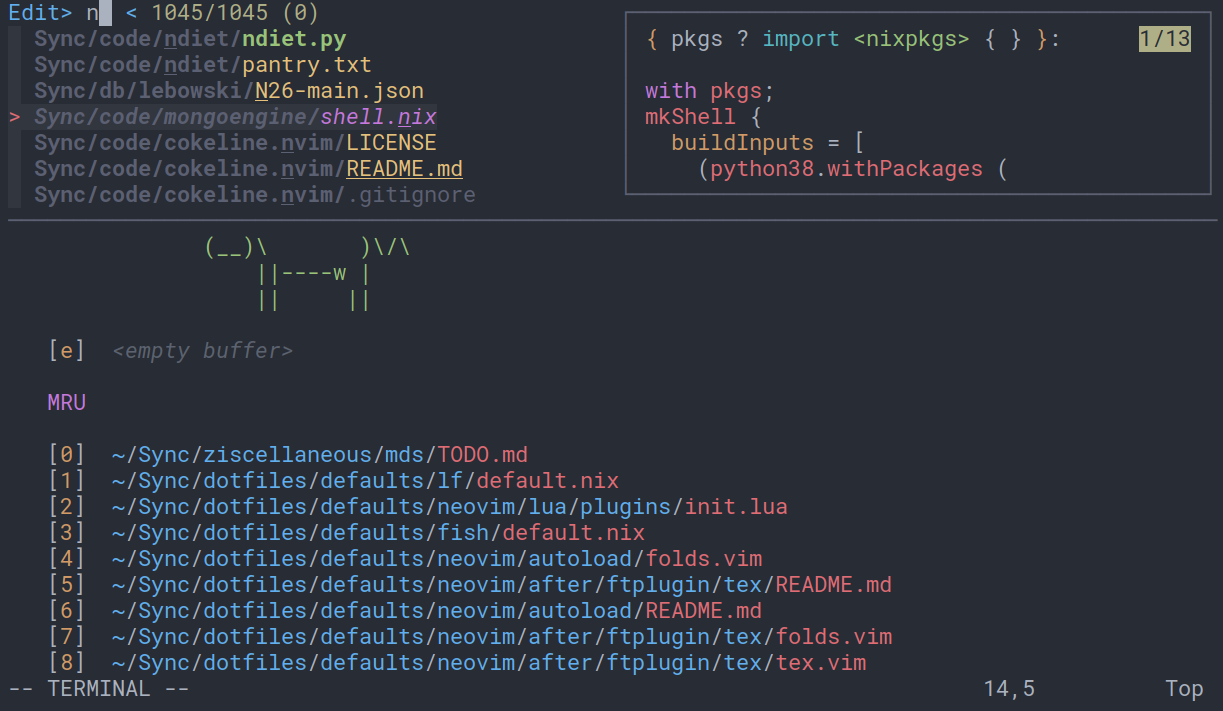 Edit> n < 1045/1045 (0)
Sync/code/ndiet/ndiet.py
Sync/code/ndiet/pantry.txt
Sync/db/lebowski/N26-main.json
> Sync/code/mongoengine/shell.nix
Sync/code/cokeline.nvim/LICENSE
Sync/code/cokeline.nvim/README.md
Sync/code/cokeline.nvim/.gitignore
{ pkgs ? import <nixpkgs> { } }: 1/13
with pkgs;
mkShell {
  buildInputs = [
    (python38.withPackages (
(__)\       )\/\
    ||----w |
    ||     ||
[e]  <empty buffer>
MRU
[0]  ~/Sync/ziscellaneous/mds/TODO.md
[1]  ~/Sync/dotfiles/defaults/lf/default.nix
[2]  ~/Sync/dotfiles/defaults/neovim/lua/plugins/init.lua
[3]  ~/Sync/dotfiles/defaults/fish/default.nix
[4]  ~/Sync/dotfiles/defaults/neovim/autoload/folds.vim
[5]  ~/Sync/dotfiles/defaults/neovim/after/ftplugin/tex/README.md
[6]  ~/Sync/dotfiles/defaults/neovim/autoload/README.md
[7]  ~/Sync/dotfiles/defaults/neovim/after/ftplugin/tex/folds.vim
[8]  ~/Sync/dotfiles/defaults/neovim/after/ftplugin/tex/tex.vim
-- TERMINAL -- 14,5 Top